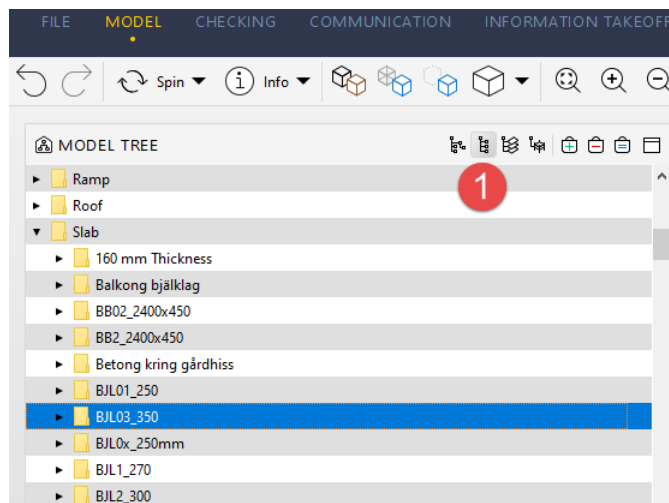 FILE MODEL CHECKING COMMUNICATION INFORMATION TAKEOFF
Spin Info
MODEL TREE
1
Ramp
Roof
Slab
160 mm Thickness
Balkong bjälklag
BB02_2400x450
BB2_2400x450
Betong kring gårdhiss
BJL01_250
BJL03_350
BJL0x_250mm
BJL1_270
BJL2_300